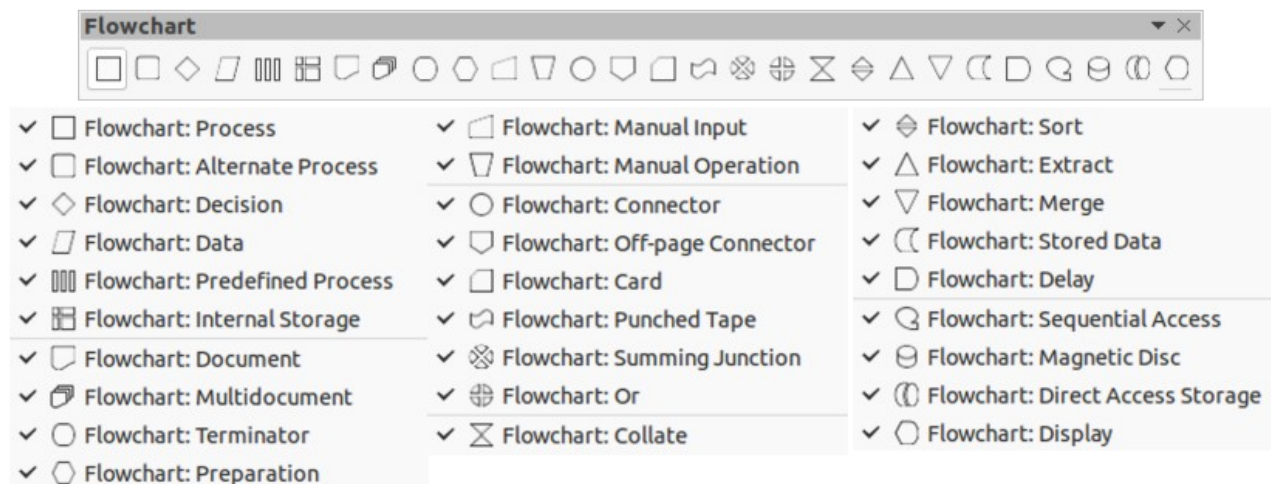 Flowchart
Flowchart: Process
Flowchart: Alternate Process
Flowchart: Decision
Flowchart: Data
Flowchart: Predefined Process
Flowchart: Internal Storage
Flowchart: Document
Flowchart: Multidocument
Flowchart: Terminator
Flowchart: Preparation
Flowchart: Manual Input
Flowchart: Manual Operation
Flowchart: Connector
Flowchart: Off-page Connector
Flowchart: Card
Flowchart: Punched Tape
Flowchart: Summing Junction
Flowchart: Or
Flowchart: Collate
Flowchart: Sort
Flowchart: Extract
Flowchart: Merge
Flowchart: Stored Data
Flowchart: Delay
Flowchart: Sequential Access
Flowchart: Magnetic Disc
Flowchart: Direct Access Storage
Flowchart: Display